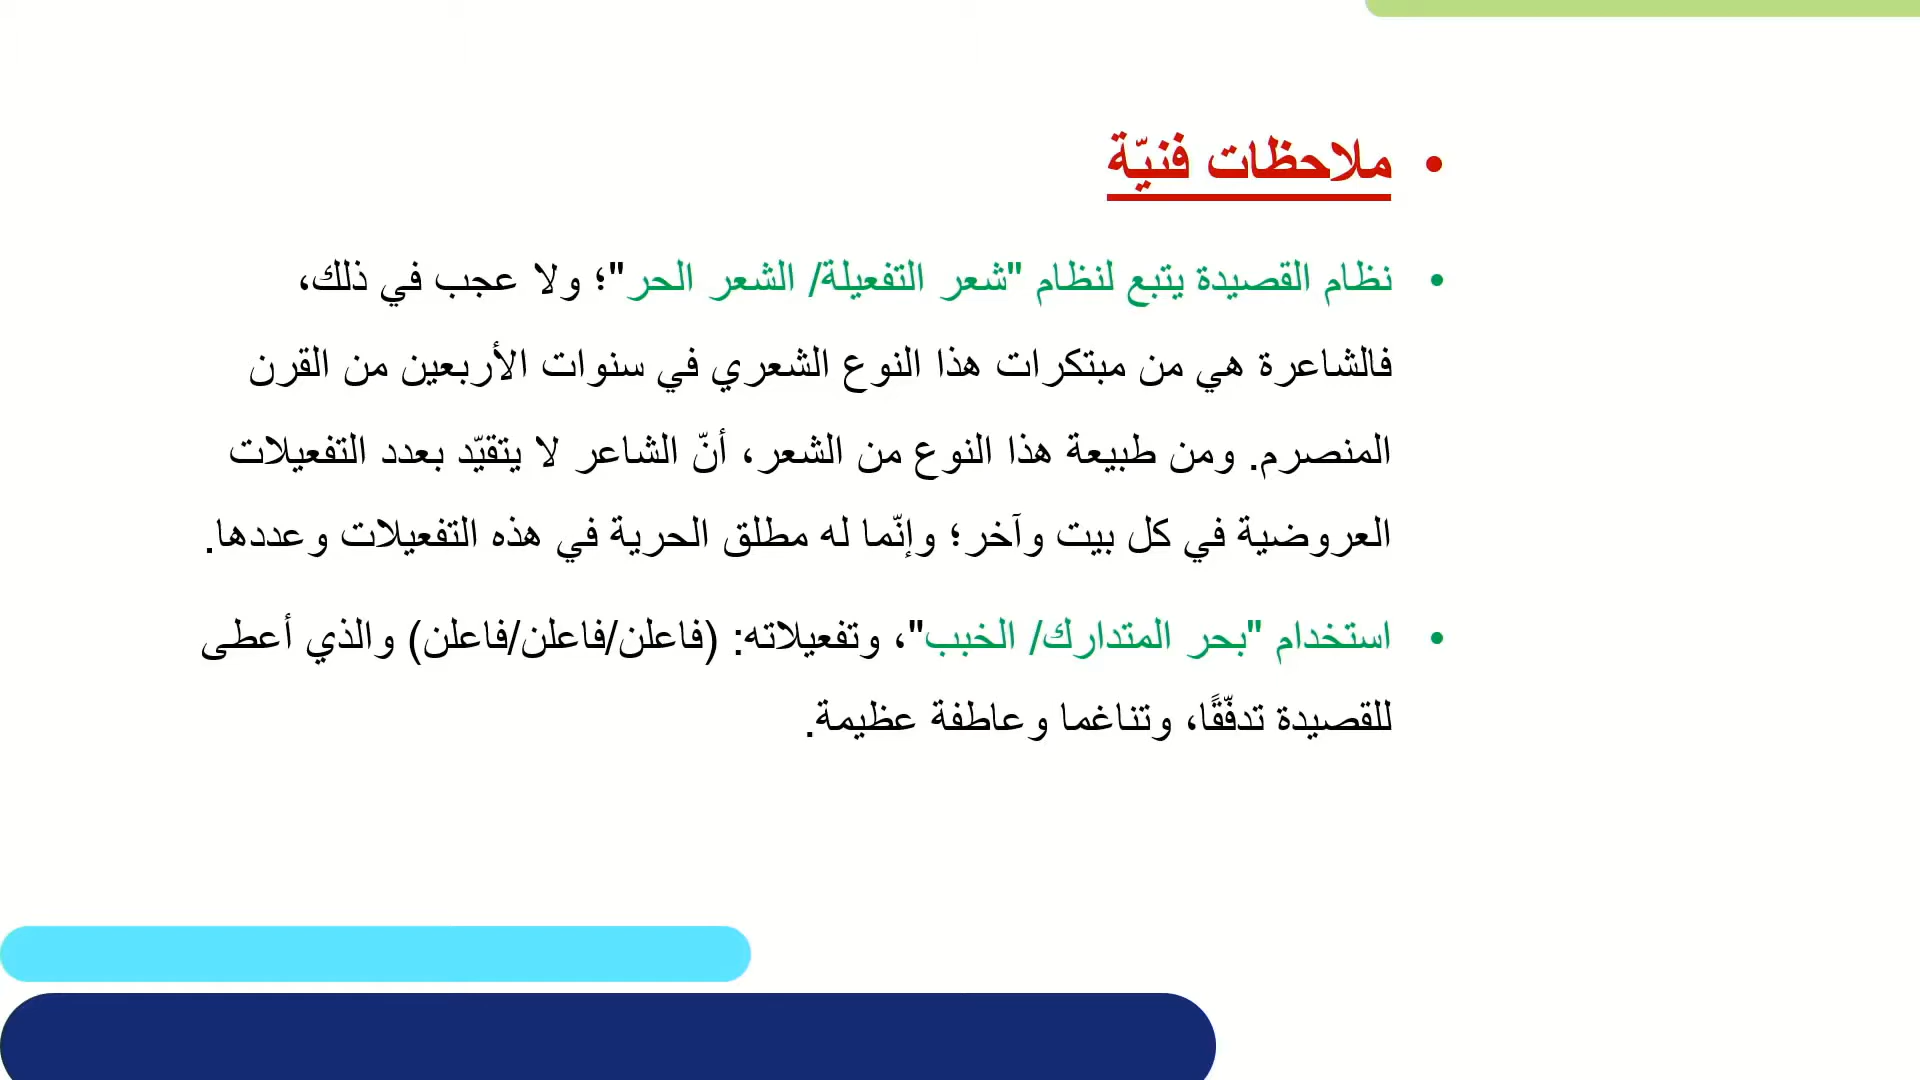 • ملاحظات فنيّة
• نظام القصيدة يتبع لنظام "شعر التفعيلة/ الشعر الحر"؛ ولا عجب في ذلك،
فالشاعرة هي من مبتكرات هذا النوع الشعري في سنوات الأربعين من القرن
المنصرم. ومن طبيعة هذا النوع من الشعر، أنّ الشاعر لا يتقيّد بعدد التفعيلات
العروضية في كل بيت وآخر؛ وإنّما له مطلق الحرية في هذه التفعيلات وعددها.
• استخدام "بحر المتدارك/ الخبب"، وتفعيلاته: (فاعلن/فاعلن/فاعلن) والذي أعطى
للقصيدة تدفّقًا، وتناغما وعاطفة عظيمة.